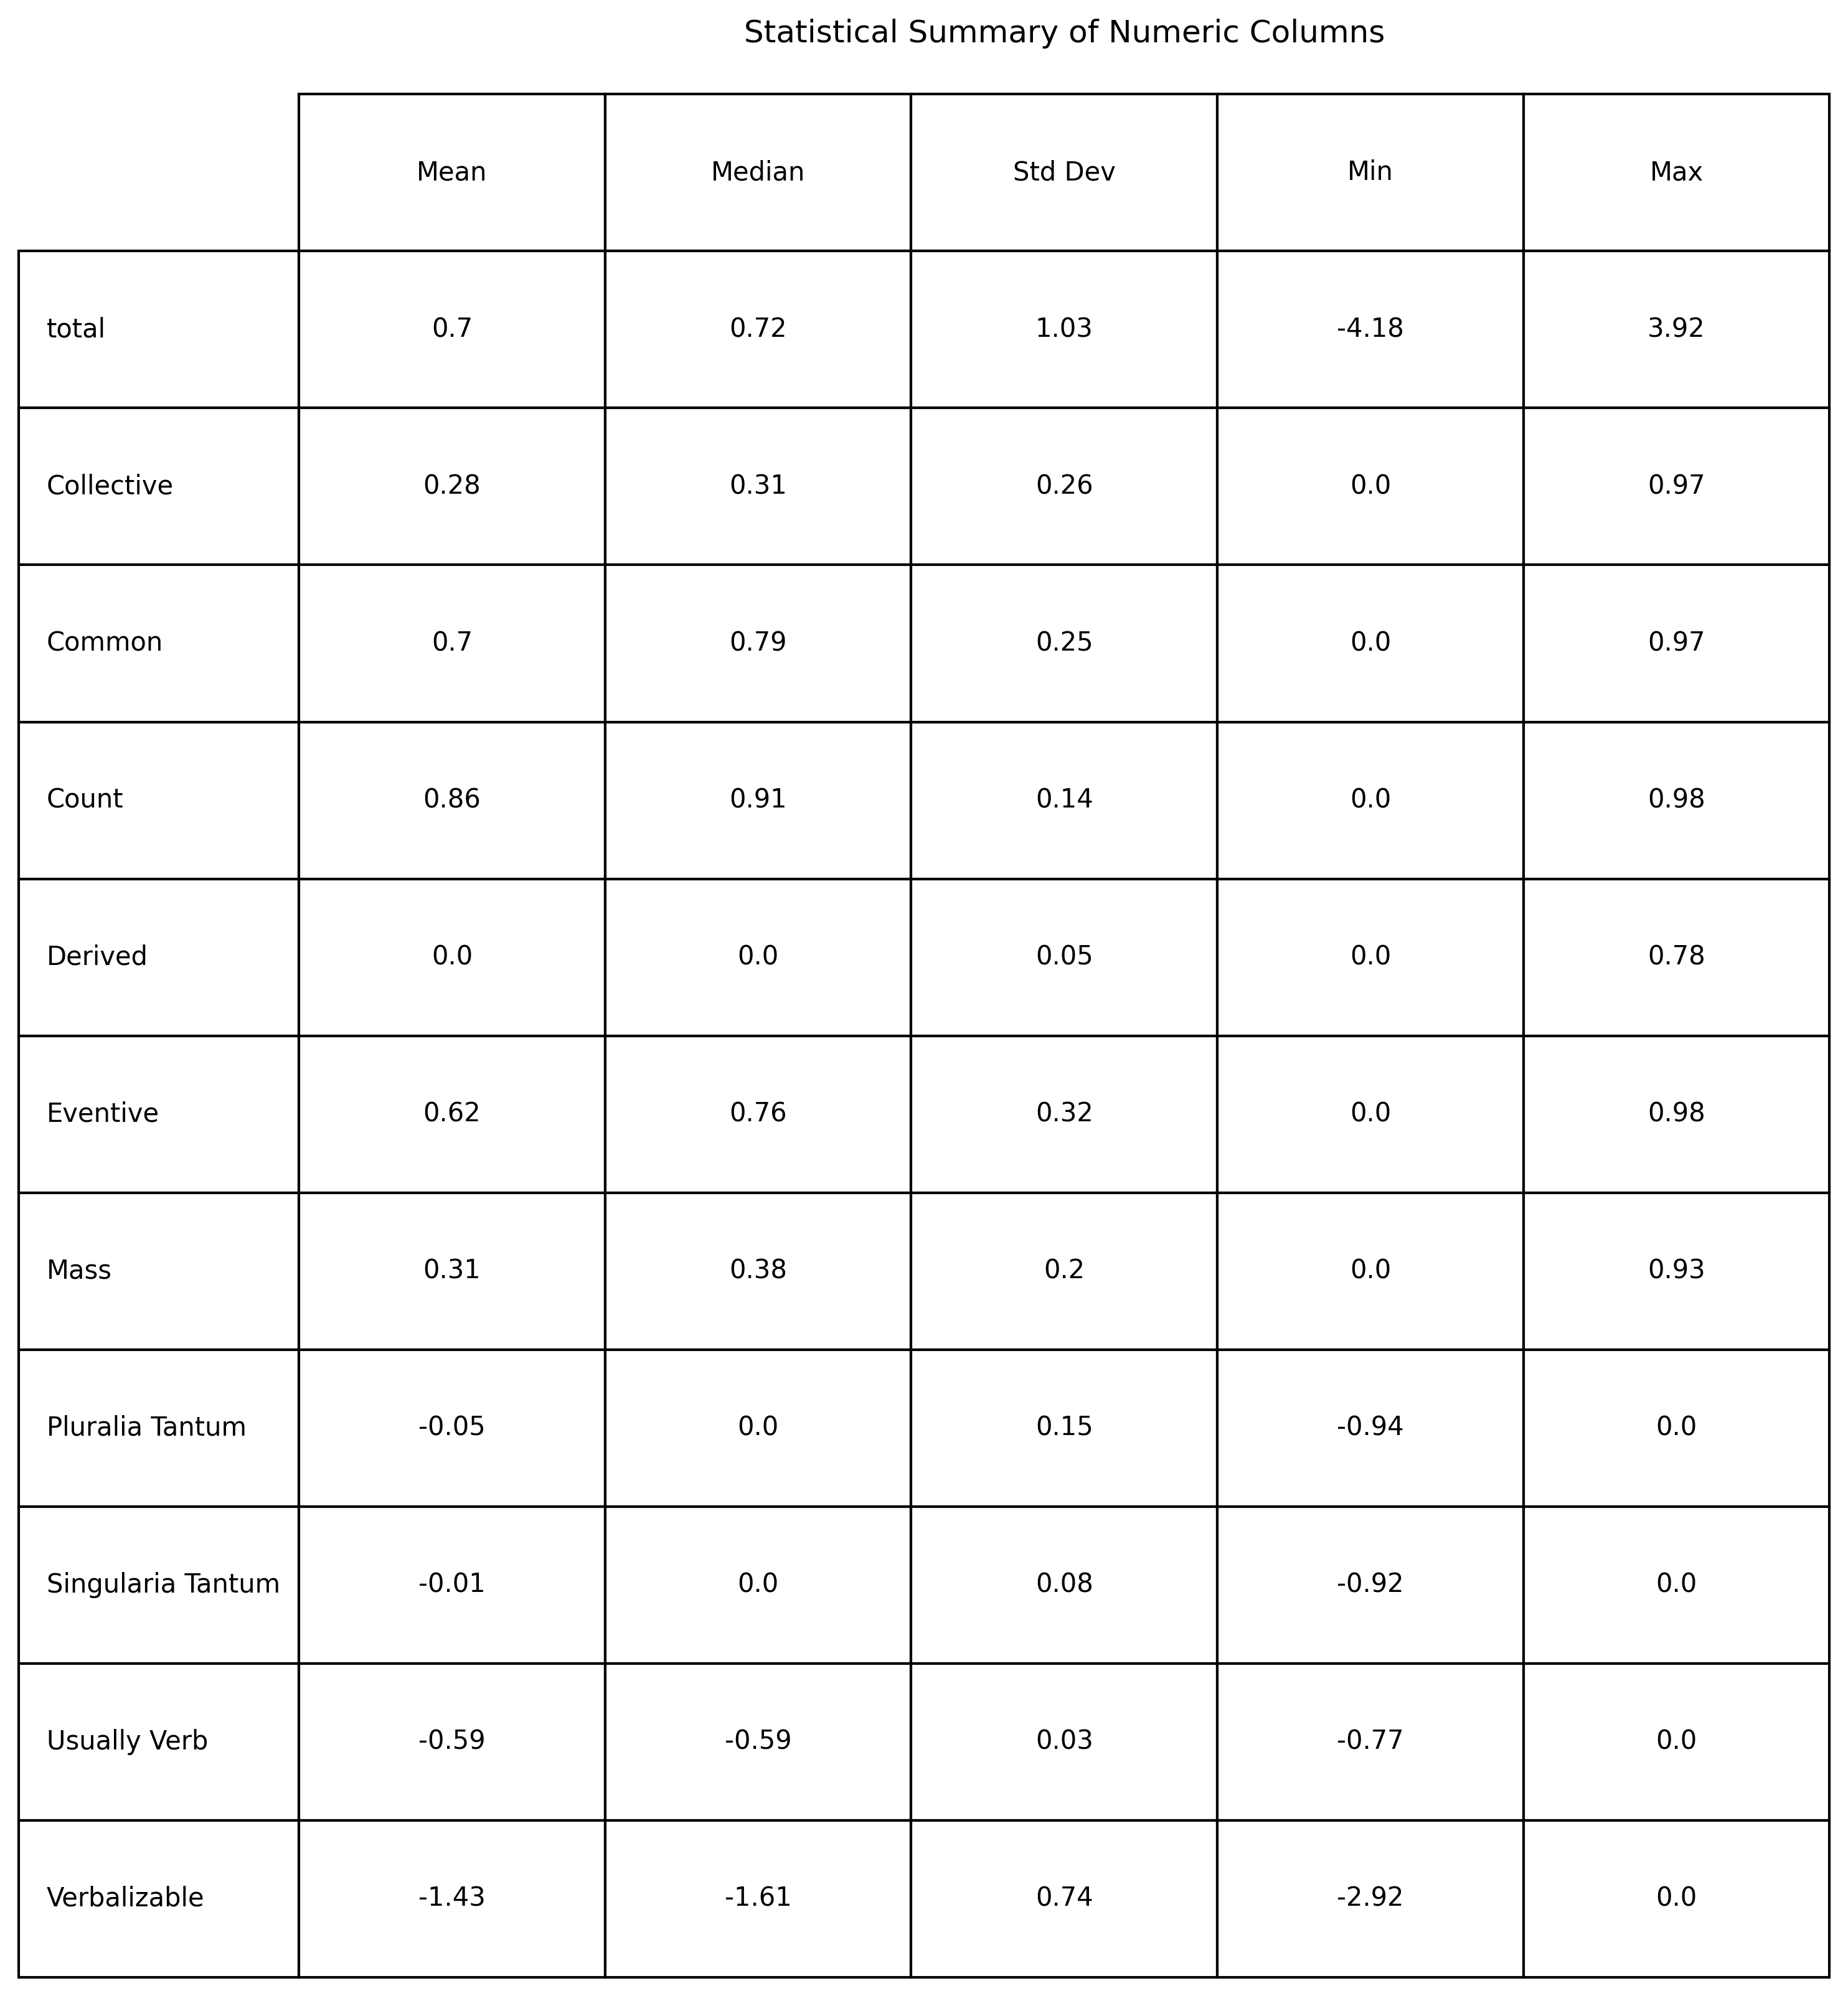 Statistical Summary of Numeric Columns
Mean Median Std Dev Min Max
total 0.7 0.72 1.03 -4.18 3.92
Collective 0.28 0.31 0.26 0.0 0.97
Common 0.7 0.79 0.25 0.0 0.97
Count 0.86 0.91 0.14 0.0 0.98
Derived 0.0 0.0 0.05 0.0 0.78
Eventive 0.62 0.76 0.32 0.0 0.98
Mass 0.31 0.38 0.2 0.0 0.93
Pluralia Tantum -0.05 0.0 0.15 -0.94 0.0
Singularia Tantum -0.01 0.0 0.08 -0.92 0.0
Usually Verb -0.59 -0.59 0.03 -0.77 0.0
Verbalizable -1.43 -1.61 0.74 -2.92 0.0